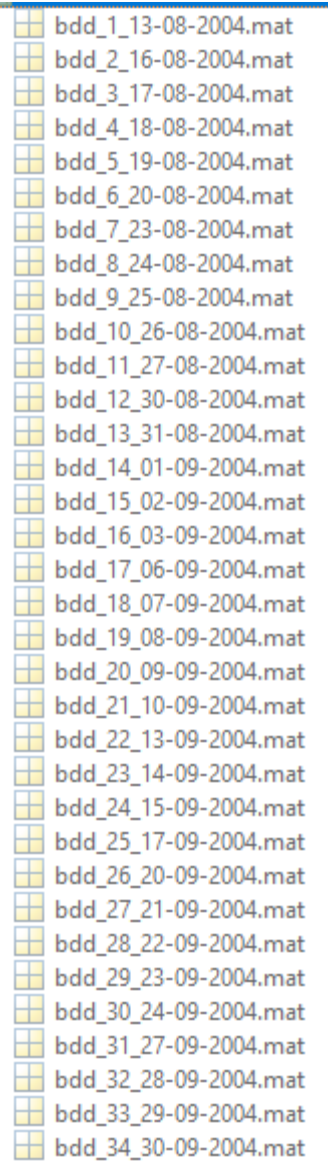 bdd_1_13-08-2004.mat
bdd_2_16-08-2004.mat
bdd_3_17-08-2004.mat
bdd_4_18-08-2004.mat
bdd_5_19-08-2004.mat
bdd_6_20-08-2004.mat
bdd_7_23-08-2004.mat
bdd_8_24-08-2004.mat
bdd_9_25-08-2004.mat
bdd_10_26-08-2004.mat
bdd_11_27-08-2004.mat
bdd_12_30-08-2004.mat
bdd_13_31-08-2004.mat
bdd_14_01-09-2004.mat
bdd_15_02-09-2004.mat
bdd_16_03-09-2004.mat
bdd_17_06-09-2004.mat
bdd_18_07-09-2004.mat
bdd_19_08-09-2004.mat
bdd_20_09-09-2004.mat
bdd_21_10-09-2004.mat
bdd_22_13-09-2004.mat
bdd_23_14-09-2004.mat
bdd_24_15-09-2004.mat
bdd_25_17-09-2004.mat
bdd_26_20-09-2004.mat
bdd_27_21-09-2004.mat
bdd_28_22-09-2004.mat
bdd_29_23-09-2004.mat
bdd_30_24-09-2004.mat
bdd_31_27-09-2004.mat
bdd_32_28-09-2004.mat
bdd_33_29-09-2004.mat
bdd_34_30-09-2004.mat